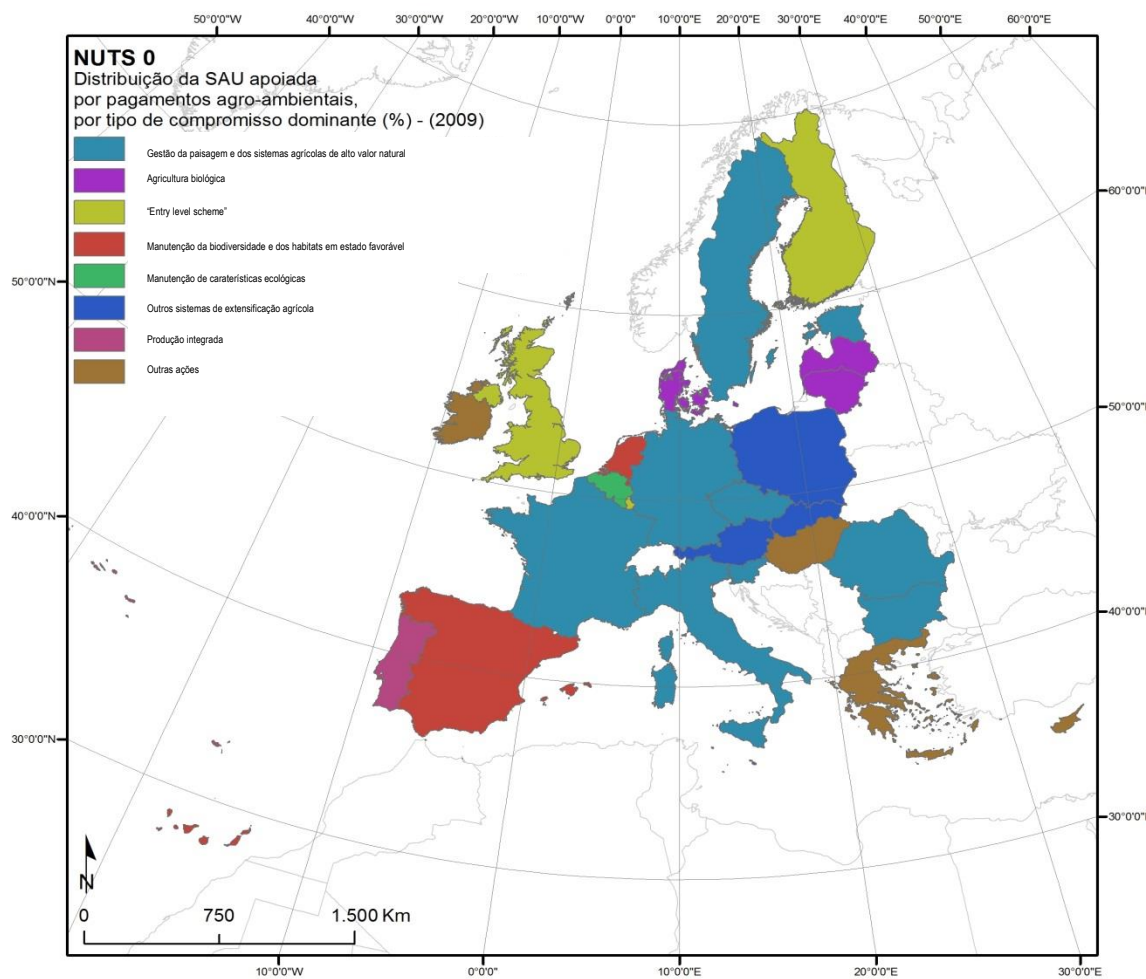 50°0'0"W 40°0'0"W 30°0'0"W 20°0'0"W 10°0'0"W 0°0'0" 10°0'0"E 20°0'0"E 30°0'0"E 40°0'0"E 50°0'0"E 60°0'0"E
NUTS 0
Distribuição da SAU apoiada
por pagamentos agro-ambientais,
por tipo de compromisso dominante (%) - (2009)
Gestão da paisagem e dos sistemas agrícolas de alto valor natural
Agricultura biológica
“Entry level scheme”
Manutenção da biodiversidade e dos habitats em estado favorável
Manutenção de caraterísticas ecológicas
Outros sistemas de extensificação agrícola
Produção integrada
Outras ações
60°0'0"N
50°0'0"N
50°0'0"N
40°0'0"N
40°0'0"N
30°0'0"N
30°0'0"N
N
0 750 1.500 Km
10°0'0"W 0°0'0" 10°0'0"E 20°0'0"E 30°0'0"E